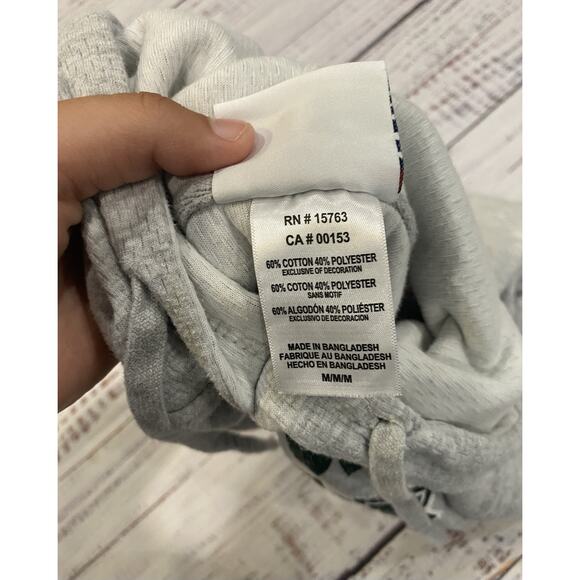 RN # 15763
CA # 00153
60% COTTON 40% POLYESTER
EXCLUSIVE OF DECORATION
60% COTON 40% POLYESTER
SANS MOTIF
60% ALGODÓN 40% POLIÉSTER
EXCLUSIVO DE DECORACION
MADE IN BANGLADESH
FABRIQUE AU BANGLADESH
HECHO EN BANGLADESH
M/M/M